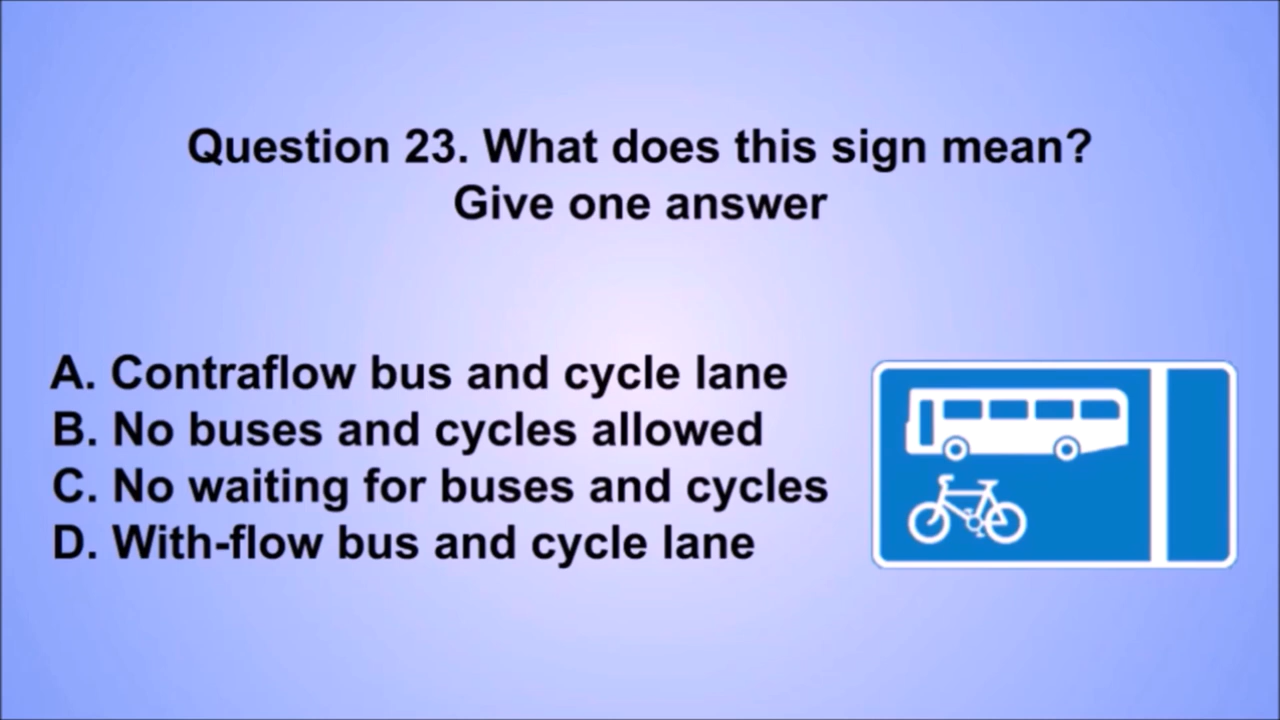 Question 23. What does this sign mean?
Give one answer
A. Contraflow bus and cycle lane
B. No buses and cycles allowed
C. No waiting for buses and cycles
D. With-flow bus and cycle lane